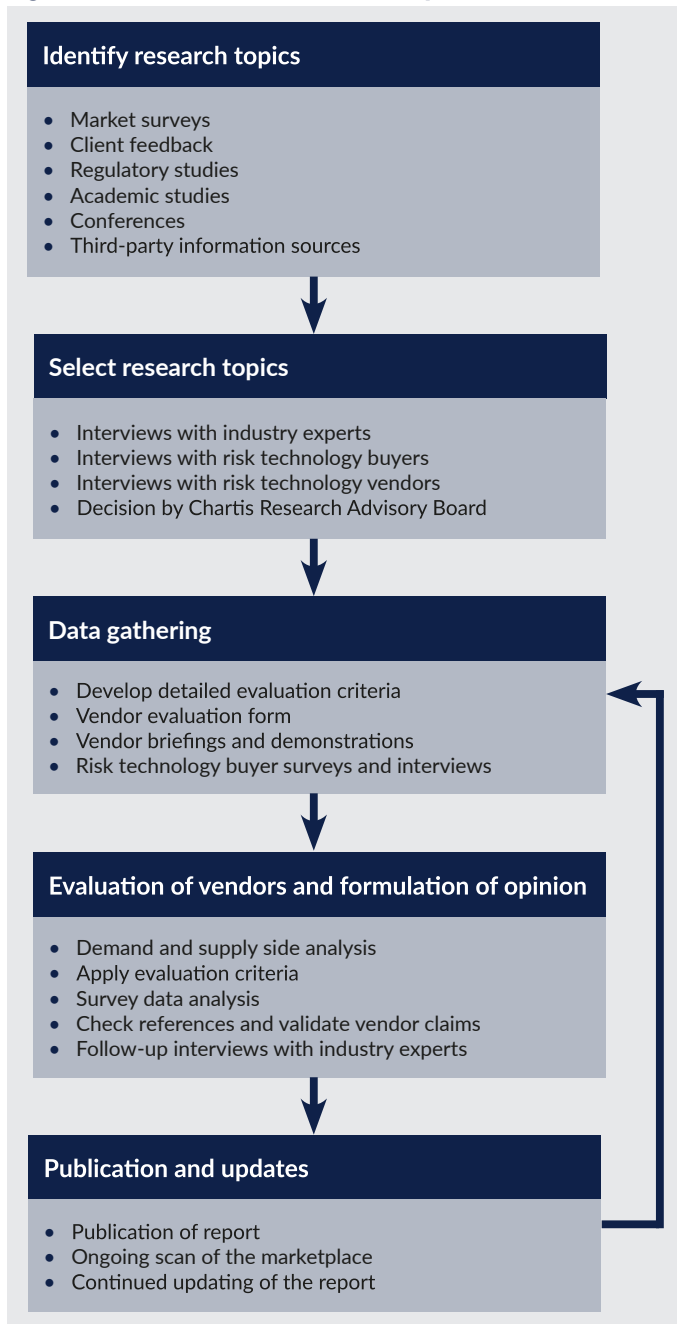 Identify research topics
• Market surveys
• Client feedback
• Regulatory studies
• Academic studies
• Conferences
• Third-party information sources
Select research topics
• Interviews with industry experts
• Interviews with risk technology buyers
• Interviews with risk technology vendors
• Decision by Chartis Research Advisory Board
Data gathering
• Develop detailed evaluation criteria
• Vendor evaluation form
• Vendor briefings and demonstrations
• Risk technology buyer surveys and interviews
Evaluation of vendors and formulation of opinion
• Demand and supply side analysis
• Apply evaluation criteria
• Survey data analysis
• Check references and validate vendor claims
• Follow-up interviews with industry experts
Publication and updates
• Publication of report
• Ongoing scan of the marketplace
• Continued updating of the report